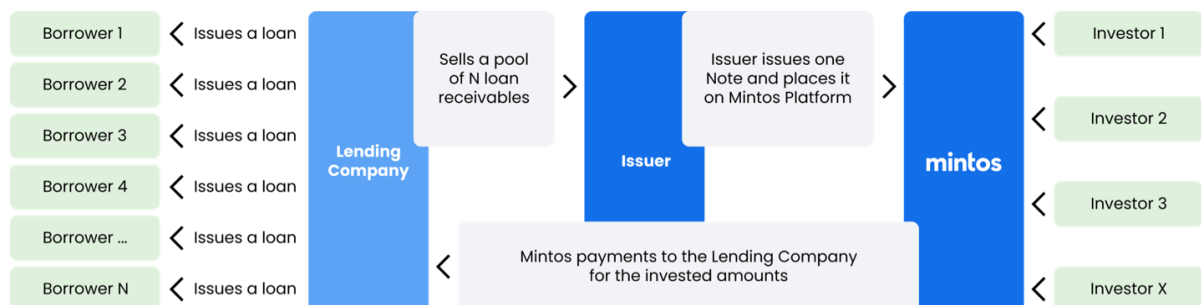 Borrower 1
Issues a loan
Borrower 2
Issues a loan
Borrower 3
Issues a loan
Borrower 4
Issues a loan
Borrower ...
Issues a loan
Borrower N
Issues a loan
Lending
Company
Sells a pool
of N loan
receivables
Issuer
Issuer issues one
Note and places it
on Mintos Platform
mintos
Mintos payments to the Lending Company
for the invested amounts
Investor 1
Investor 2
Investor 3
Investor X